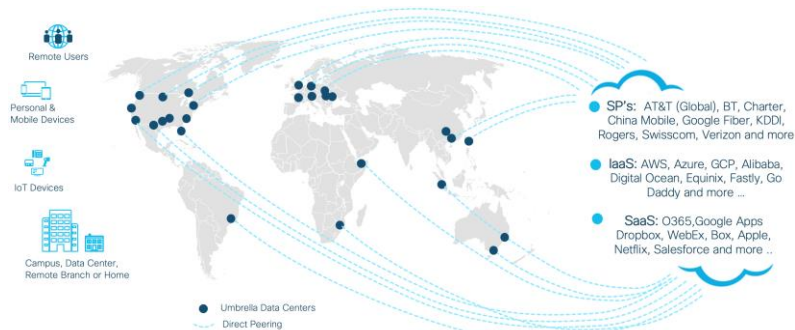 Remote Users
Personal &
Mobile Devices
IoT Devices
Campus, Data Center,
Remote Branch or Home
SP's: AT&T (Global), BT, Charter,
China Mobile, Google Fiber, KDDI,
Rogers, Swisscom, Verizon and more
IaaS: AWS, Azure, GCP, Alibaba,
Digital Ocean, Equinix, Fastly, Go
Daddy and more ...
SaaS: O365,Google Apps
Dropbox, WebEx, Box, Apple,
Netflix, Salesforce and more ..
Umbrella Data Centers
Direct Peering